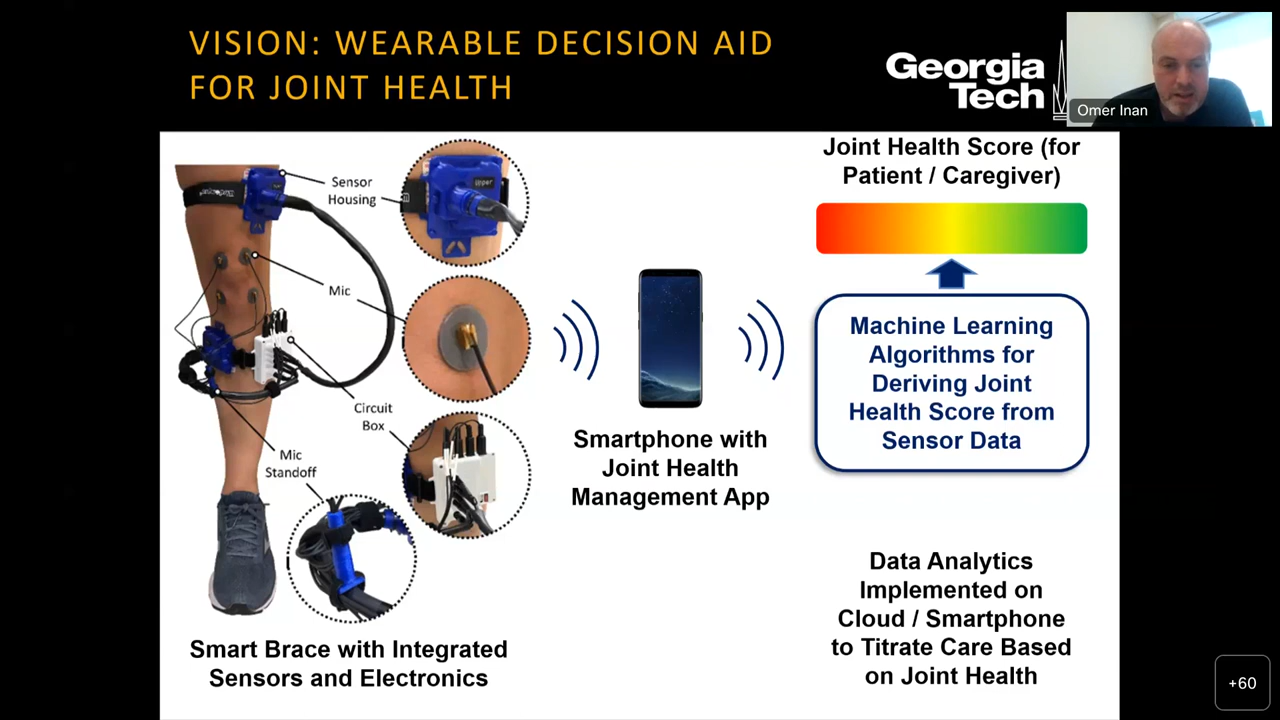 VISION: WEARABLE DECISION AID
FOR JOINT HEALTH
Georgia
Tech
Omer Inan
Sensor
Housing
Upper
Mic
Circuit
Box
Mic
Standoff
Smart Brace with Integrated
Sensors and Electronics
Smartphone with
Joint Health
Management App
Joint Health Score (for
Patient / Caregiver)
Machine Learning
Algorithms for
Deriving Joint
Health Score from
Sensor Data
Data Analytics
Implemented on
Cloud / Smartphone
to Titrate Care Based
on Joint Health
+60